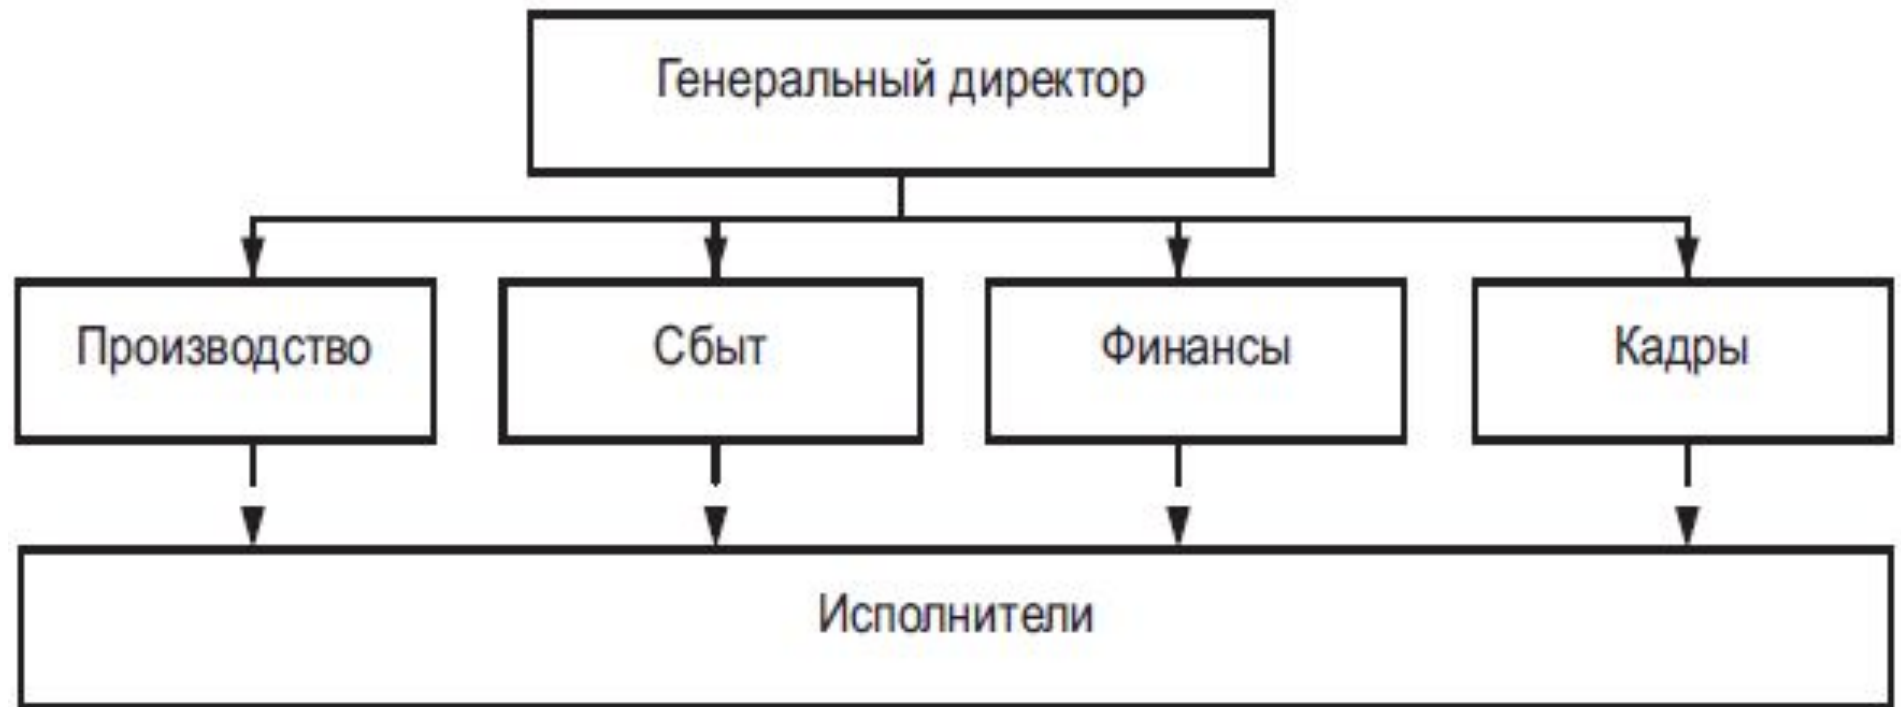 Генеральный директор
Производство
Сбыт
Финансы
Кадры
Исполнители